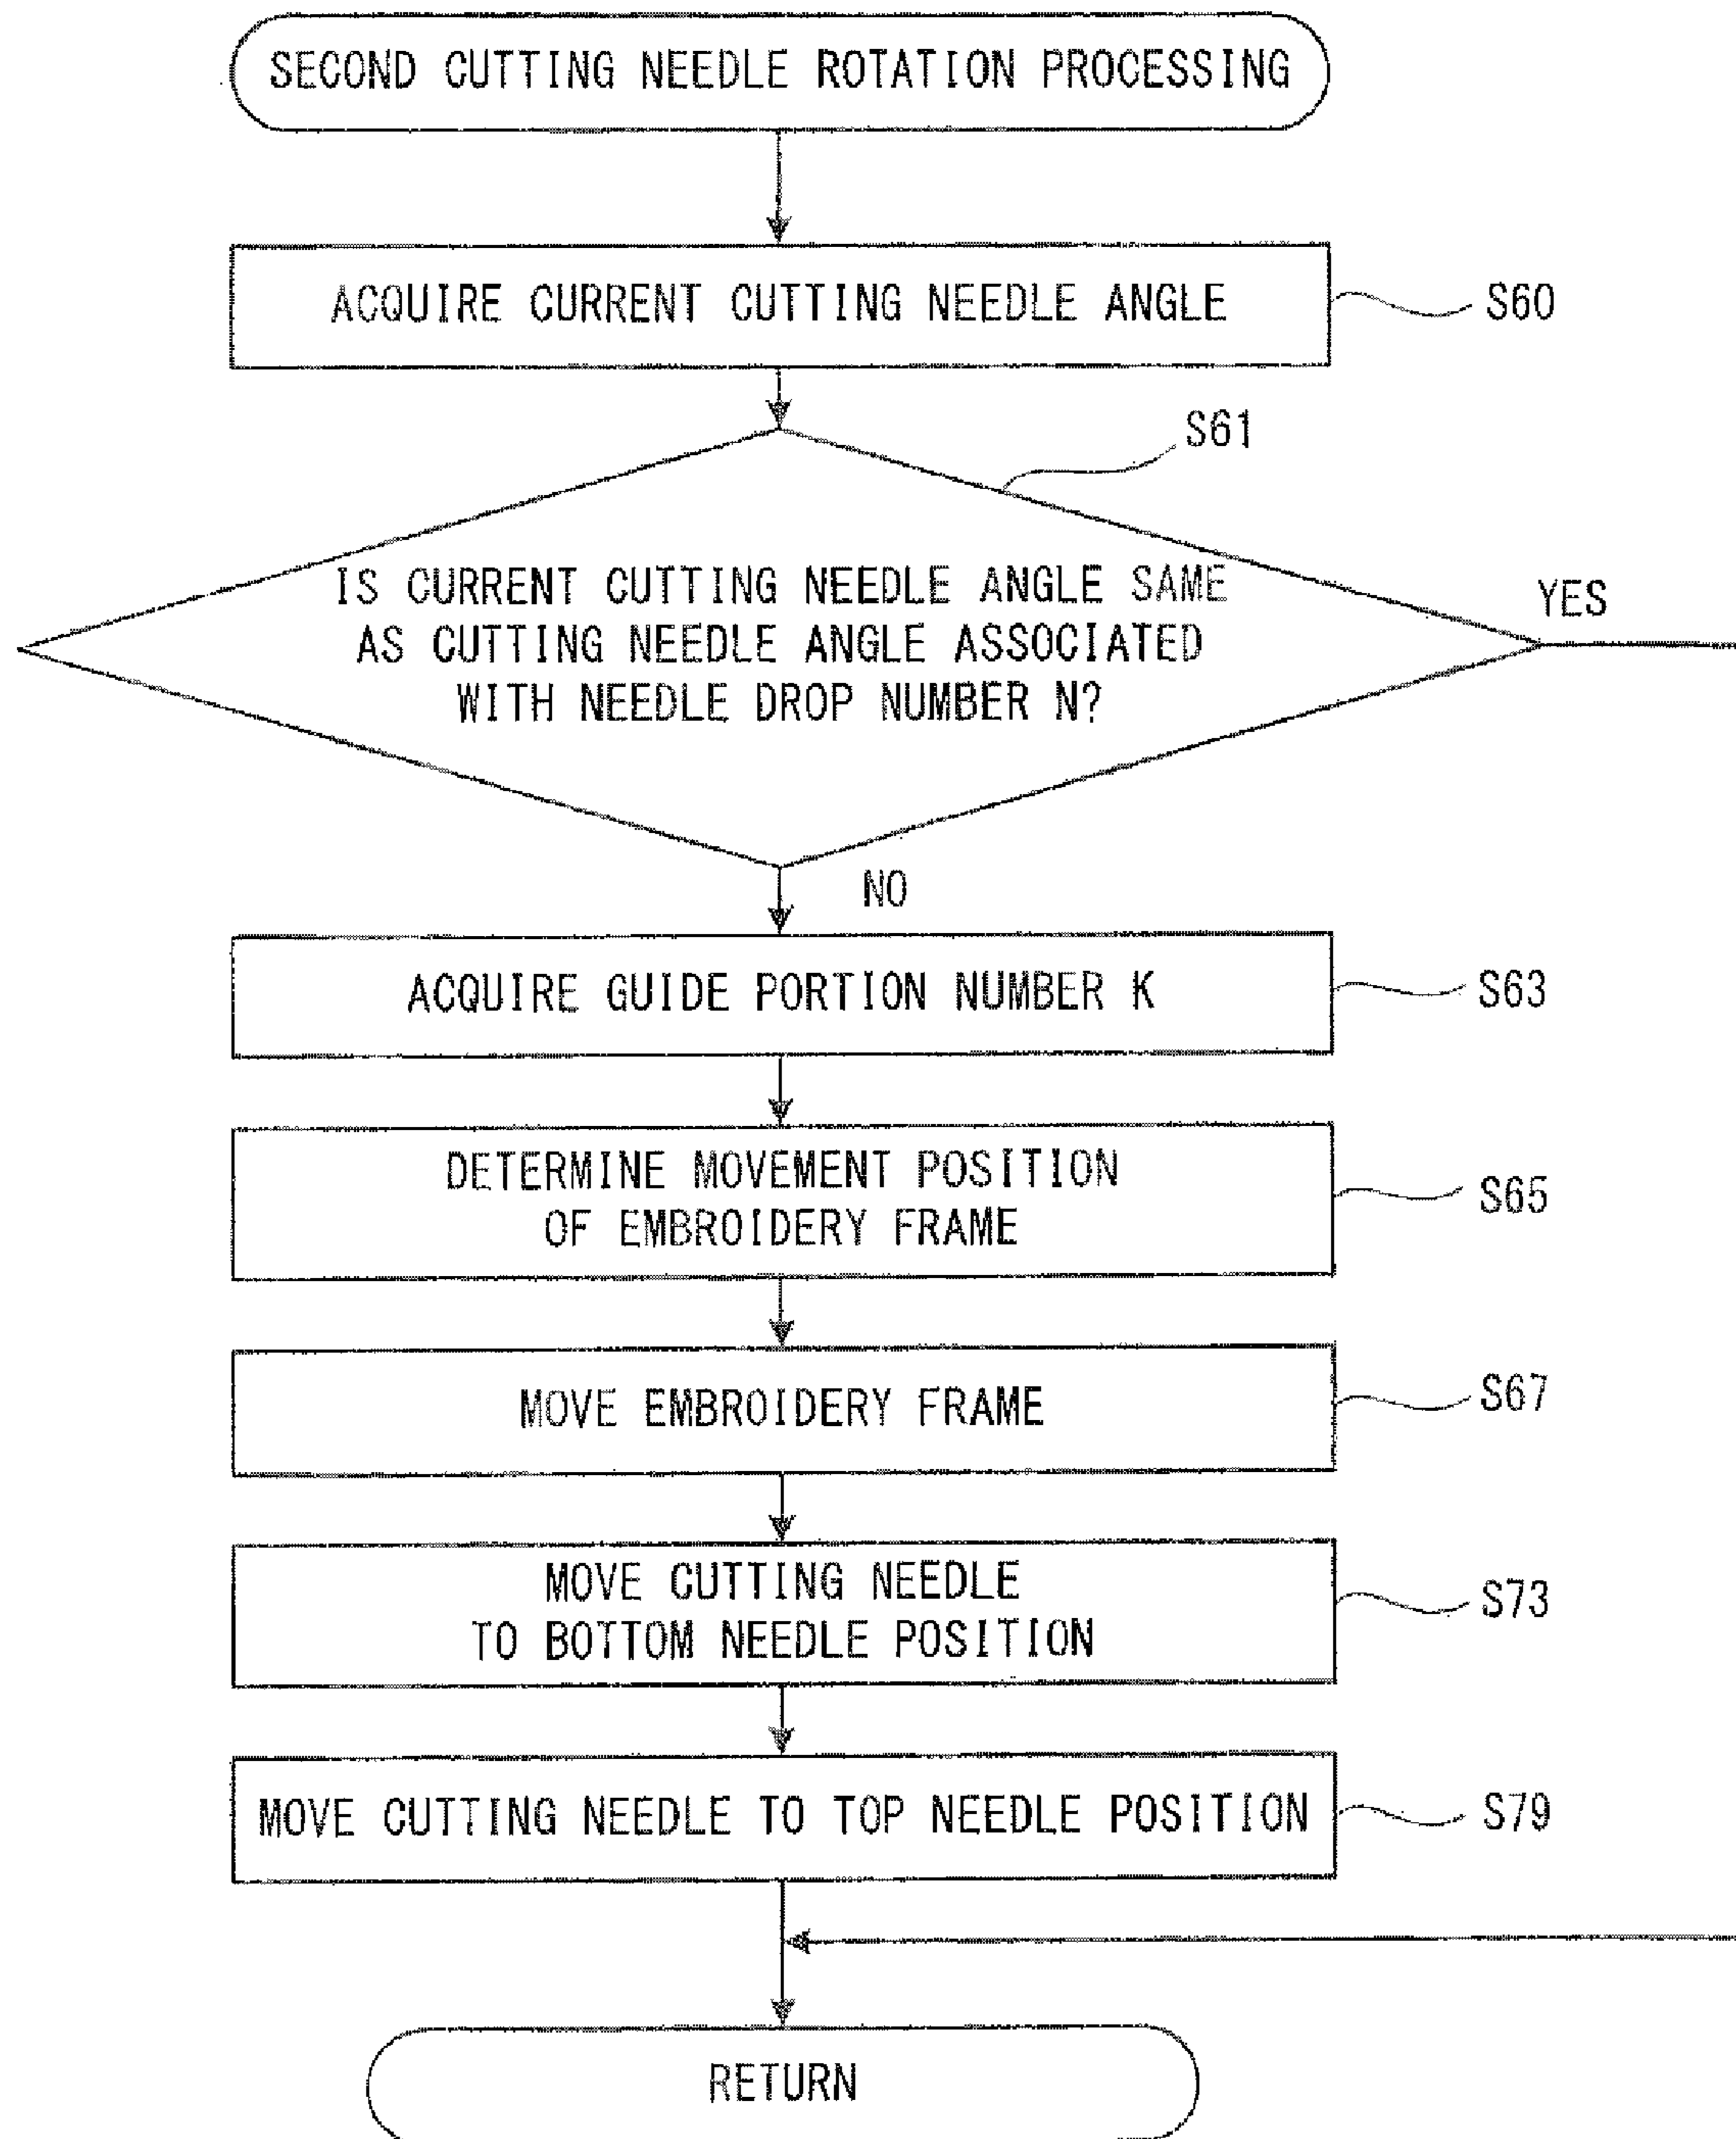 SECOND CUTTING NEEDLE ROTATION PROCESSING
ACQUIRE CURRENT CUTTING NEEDLE ANGLE
S60
S61
IS CURRENT CUTTING NEEDLE ANGLE SAME
AS CUTTING NEEDLE ANGLE ASSOCIATED
WITH NEEDLE DROP NUMBER N?
YES
NO
ACQUIRE GUIDE PORTION NUMBER K
S63
DETERMINE MOVEMENT POSITION
OF EMBROIDERY FRAME
S65
MOVE EMBROIDERY FRAME
S67
MOVE CUTTING NEEDLE
TO BOTTOM NEEDLE POSITION
S73
MOVE CUTTING NEEDLE TO TOP NEEDLE POSITION
S79
RETURN